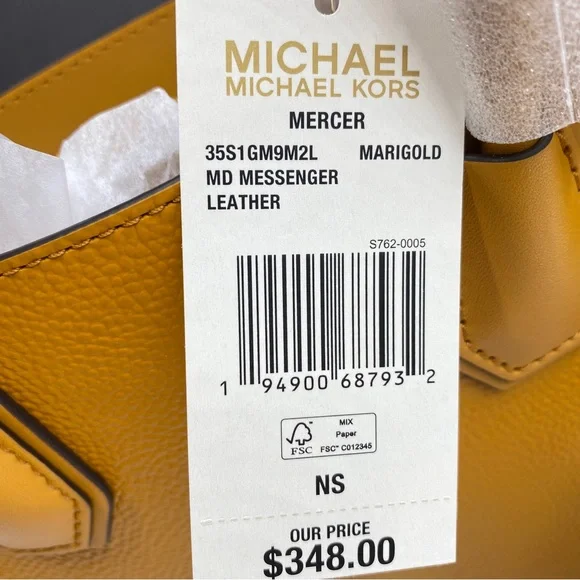 MICHAEL
MICHAEL KORS
MERCER
35S1GM9M2L MARIGOLD
MD MESSENGER
LEATHER
S762-0005
1 94900 68793 2
FSC
MIX
Paper
FSC™ C012345
NS
OUR PRICE
$348.00